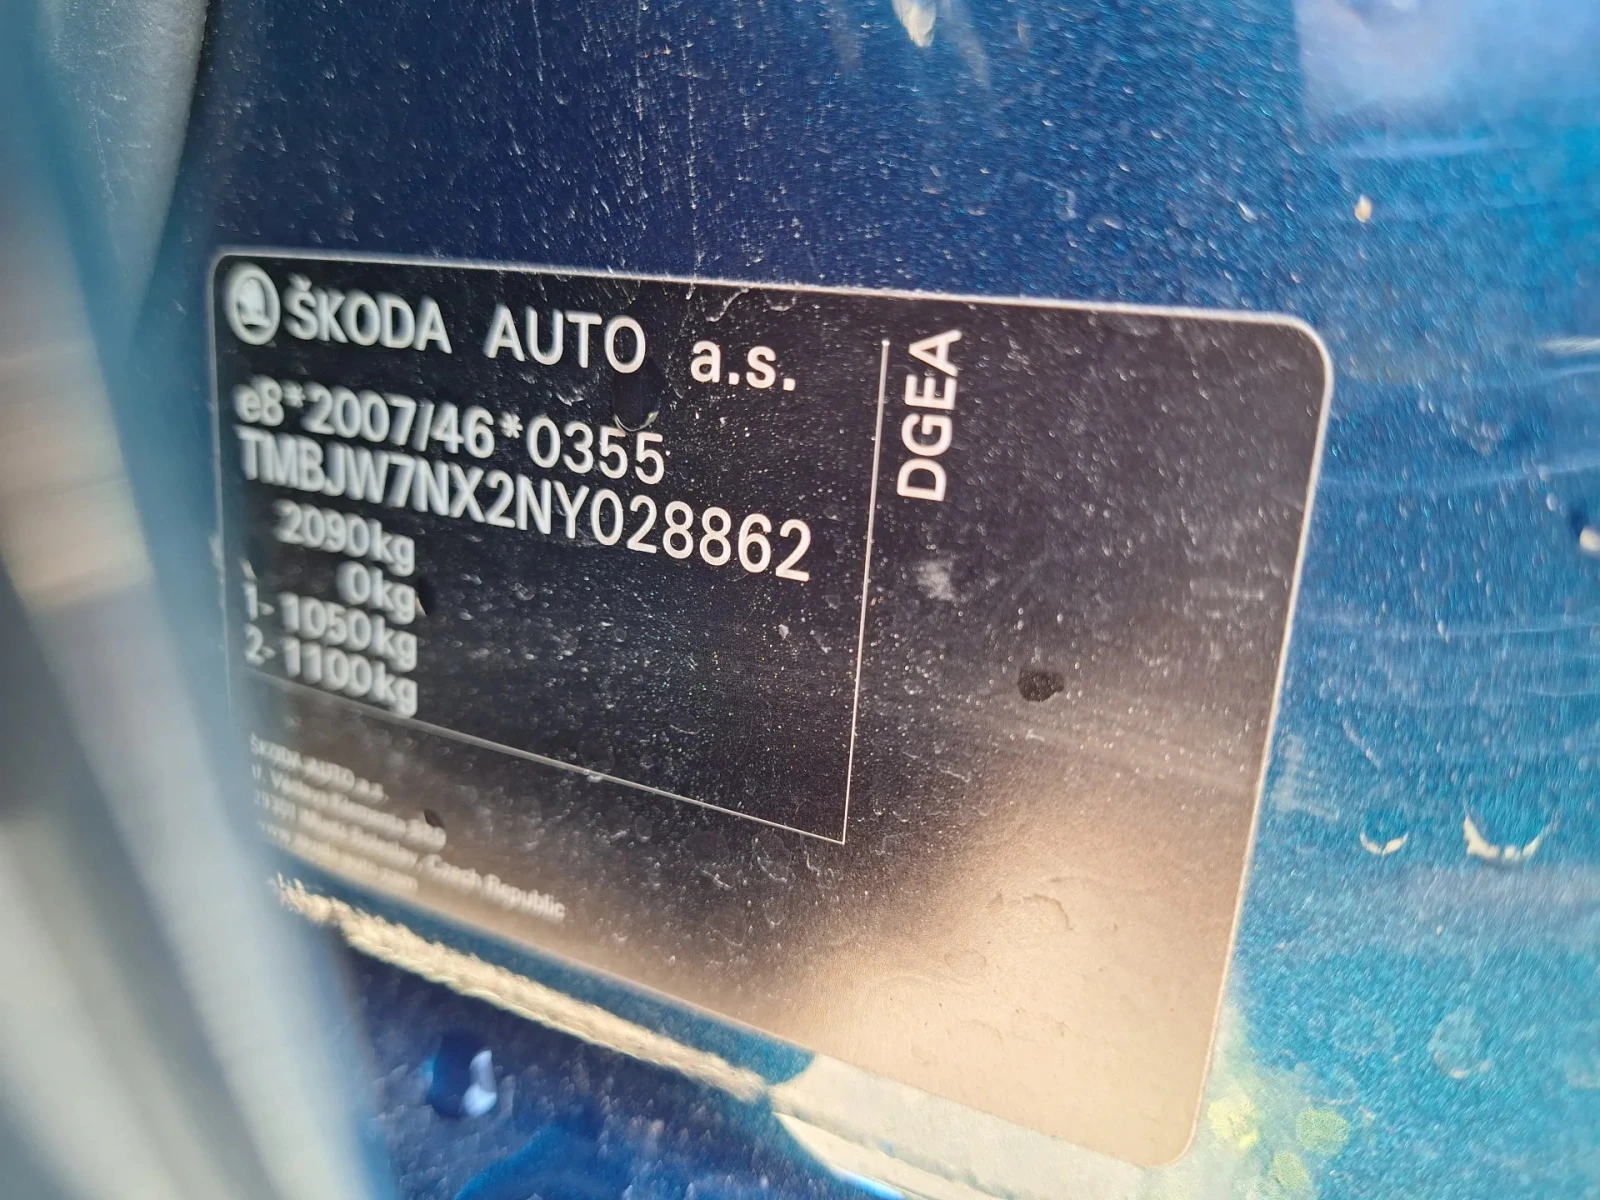 ŠKODA AUTO a.s.
e8*2007/46*0355
TMBJW7NX2NY028862
2090kg
0kg
1- 1050kg
2- 1100kg
DGEA
ŠKODA AUTO a.s.
Czech Republic